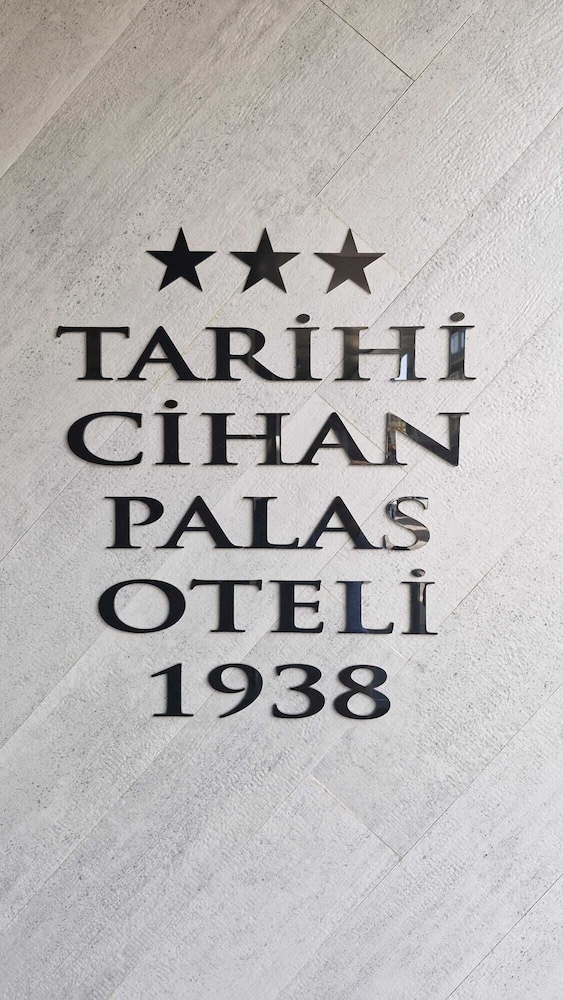 TARİHİ
CİHAN
PALAS
OTELİ
1938